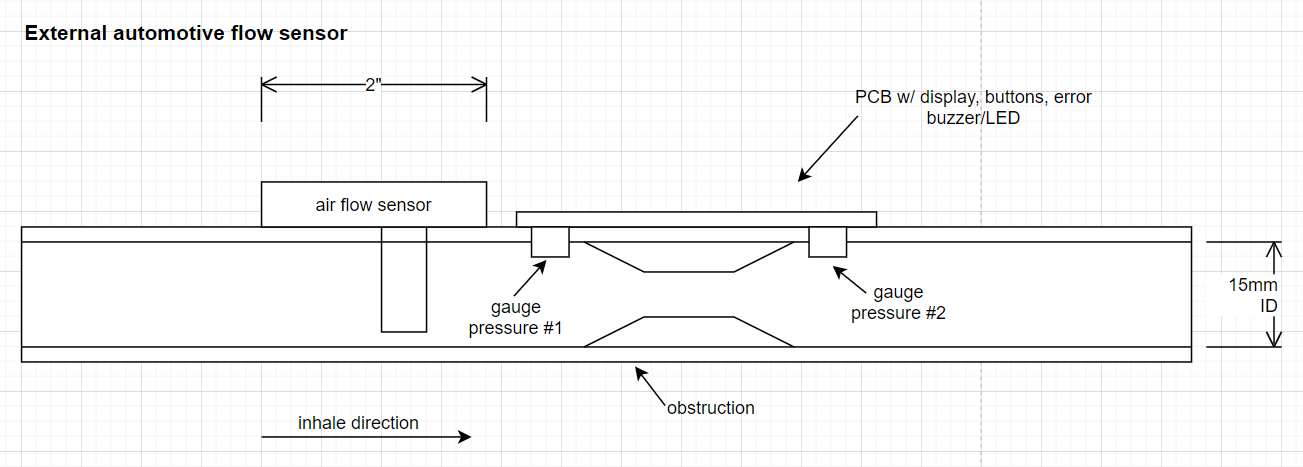 External automotive flow sensor
2"
PCB w/ display, buttons, error
buzzer/LED
air flow sensor
gauge
pressure #1
gauge
pressure #2
15mm
ID
obstruction
inhale direction